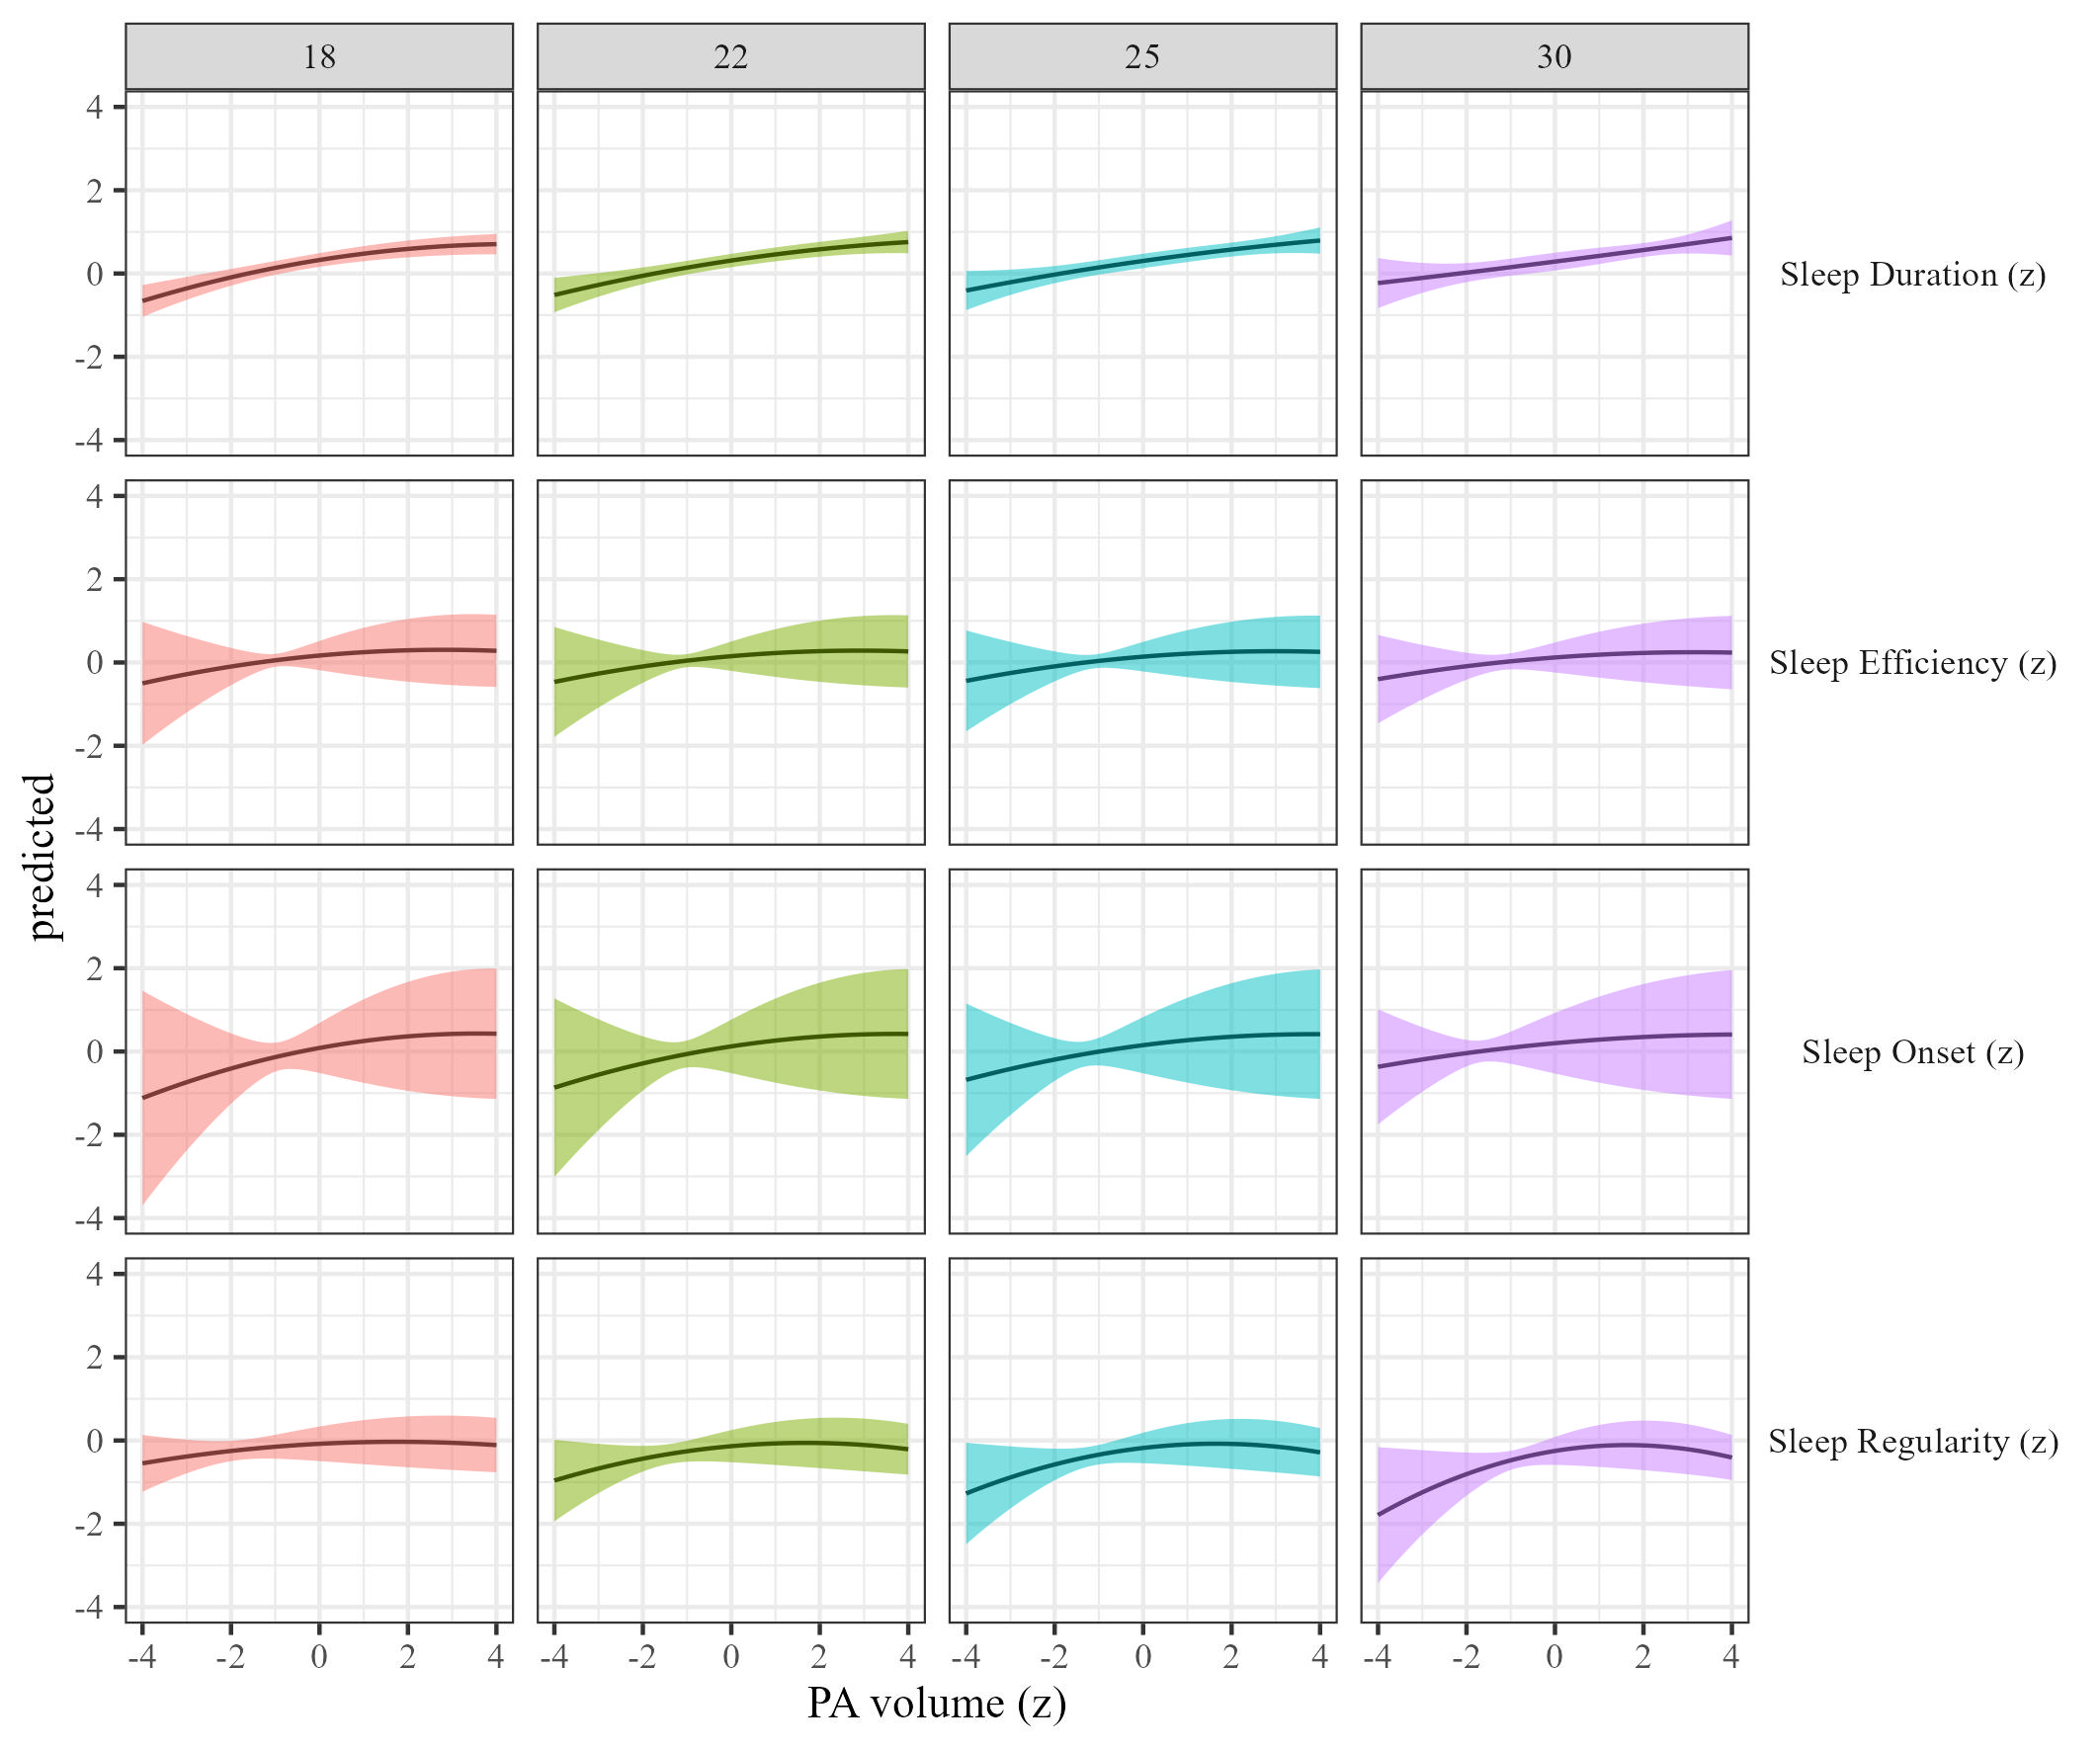 18 22 25 30
4
2
0
-2
-4
Sleep Duration (z)
4
2
0
-2
-4
Sleep Efficiency (z)
predicted
4
2
0
-2
-4
Sleep Onset (z)
4
2
0
-2
-4
Sleep Regularity (z)
-4 -2 0 2 4 -4 -2 0 2 4 -4 -2 0 2 4 -4 -2 0 2 4
PA volume (z)